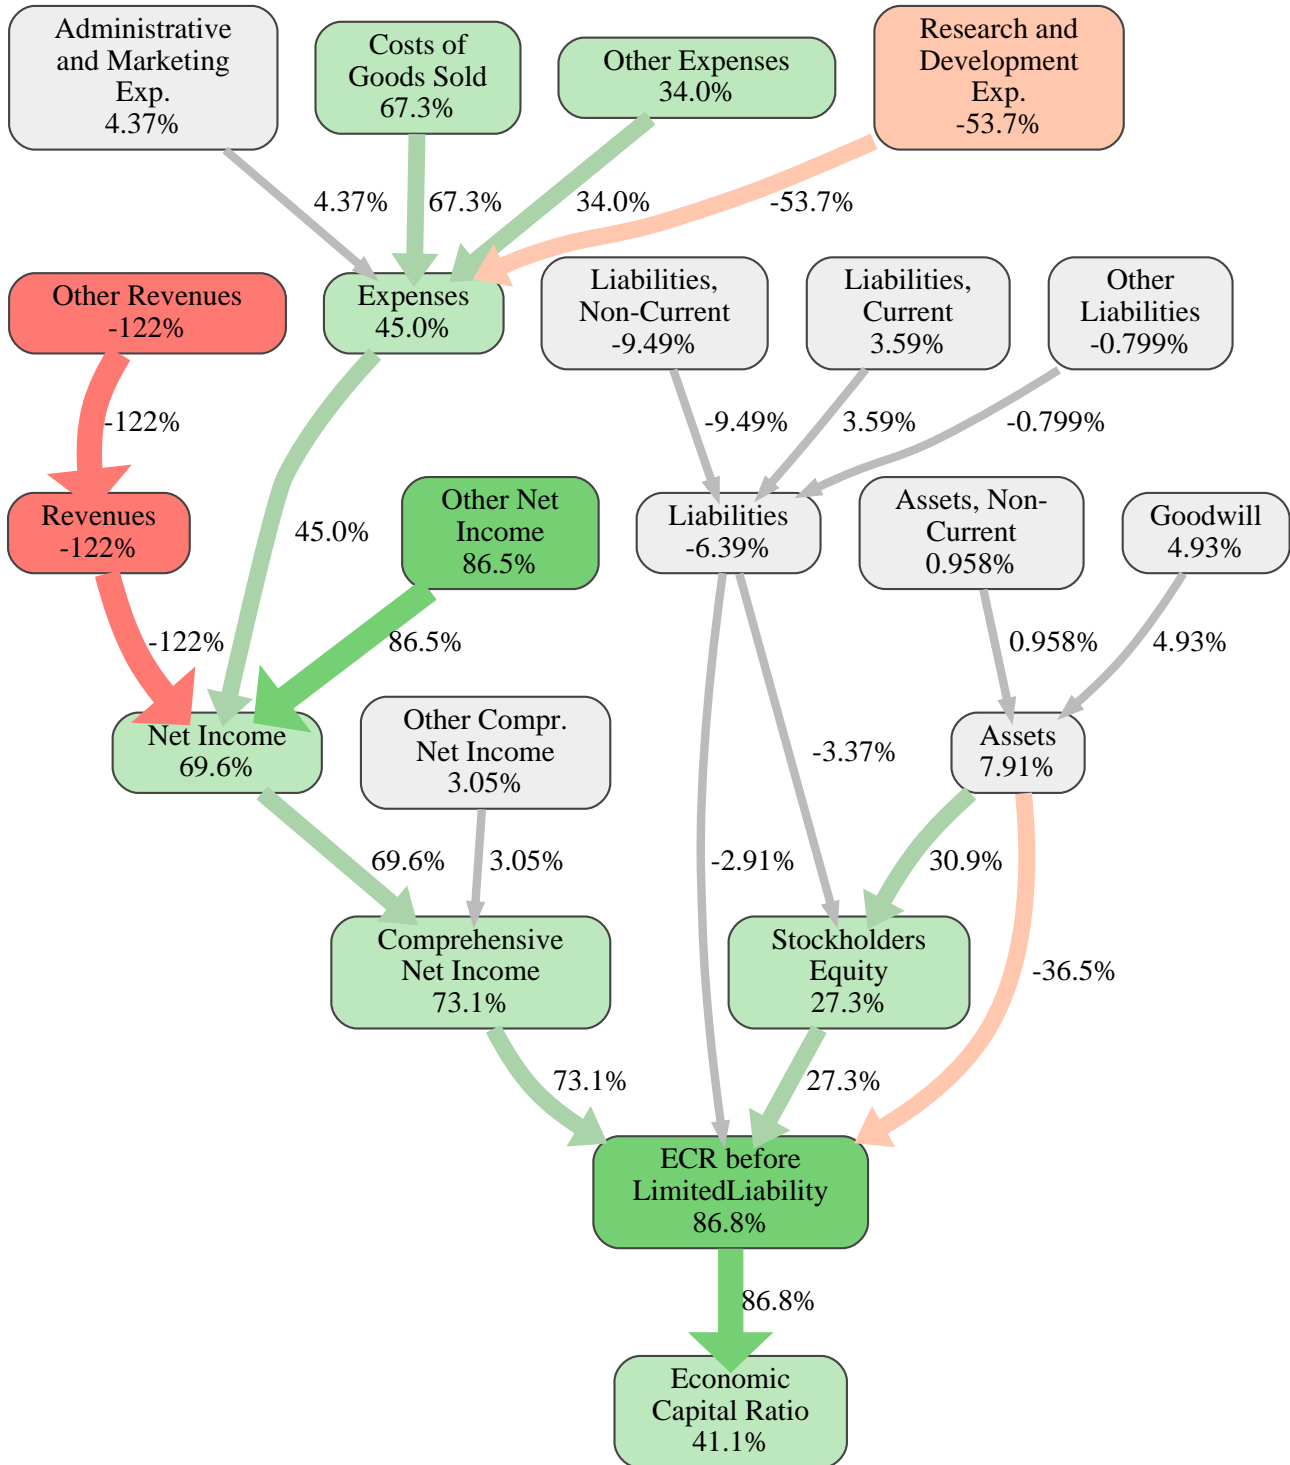 Administrative
and Marketing
Exp.
4.37%
Costs of
Goods Sold
67.3%
Other Expenses
34.0%
Research and
Development
Exp.
-53.7%
4.37%
67.3%
34.0%
-53.7%
Other Revenues
-122%
Expenses
45.0%
Liabilities,
Non-Current
-9.49%
Liabilities,
Current
3.59%
Other
Liabilities
-0.799%
-122%
-9.49%
3.59%
-0.799%
Revenues
-122%
45.0%
Other Net
Income
86.5%
Liabilities
-6.39%
Assets, Non-
Current
0.958%
Goodwill
4.93%
-122%
86.5%
0.958%
4.93%
Net Income
69.6%
Other Compr.
Net Income
3.05%
-3.37%
Assets
7.91%
69.6%
3.05%
-2.91%
30.9%
Comprehensive
Net Income
73.1%
Stockholders
Equity
27.3%
-36.5%
73.1%
27.3%
ECR before
LimitedLiability
86.8%
86.8%
Economic
Capital Ratio
41.1%